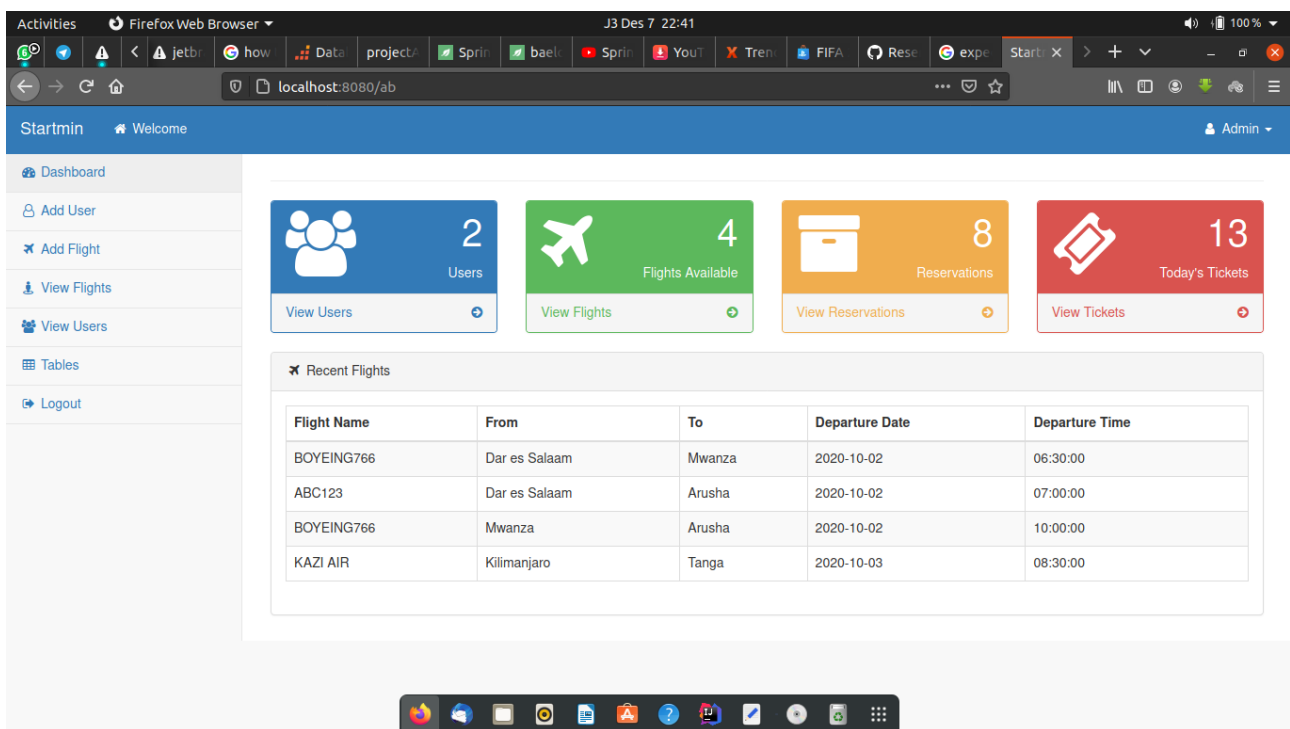 Activities Firefox Web Browser J3 Des 7 22:41 100 %
jetbr how Data project Sprin bael Sprin YouT Tren FIFA Rese expe Start
localhost:8080/ab
Startmin Welcome Admin
Dashboard
Add User
Add Flight
View Flights
View Users
Tables
Logout
2
Users
View Users
4
Flights Available
View Flights
8
Reservations
View Reservations
13
Today's Tickets
View Tickets
Recent Flights
Flight Name From To Departure Date Departure Time
BOYEING766 Dar es Salaam Mwanza 2020-10-02 06:30:00
ABC123 Dar es Salaam Arusha 2020-10-02 07:00:00
BOYEING766 Mwanza Arusha 2020-10-02 10:00:00
KAZI AIR Kilimanjaro Tanga 2020-10-03 08:30:00